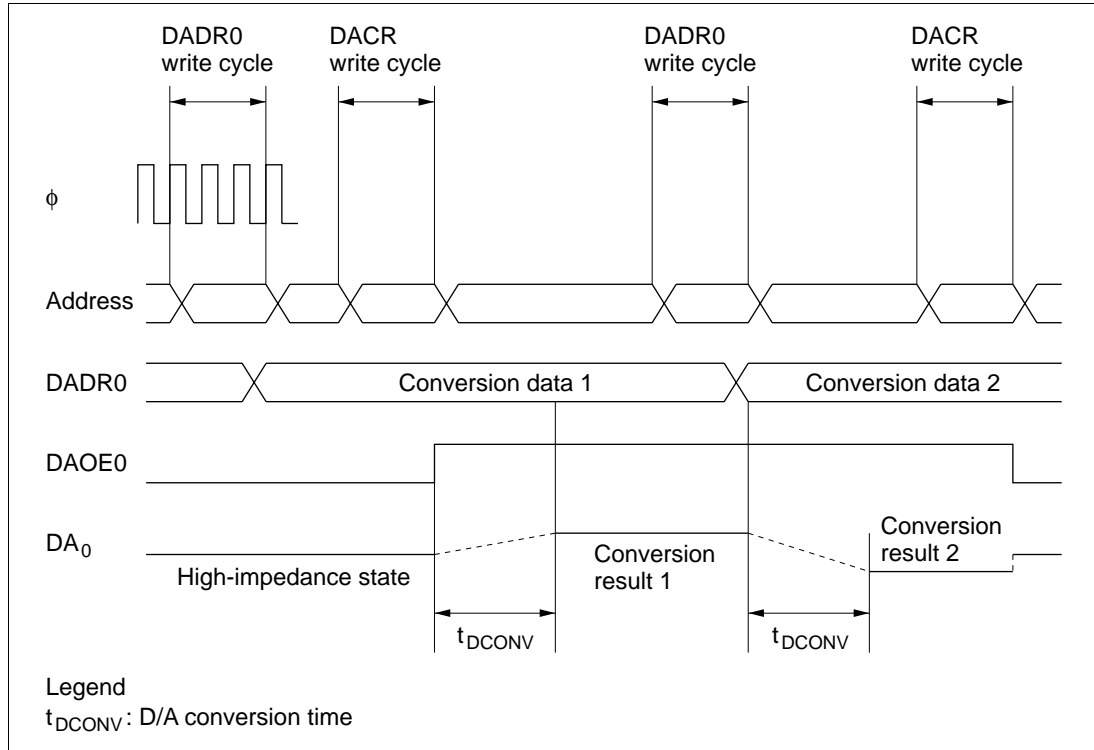 DADR0
write cycle
DACR
write cycle
DADR0
write cycle
DACR
write cycle
ϕ
Address
DADR0
Conversion data 1
Conversion data 2
DAOE0
DA0
High-impedance state
Conversion
result 1
Conversion
result 2
tDCONV
tDCONV
Legend
tDCONV : D/A conversion time